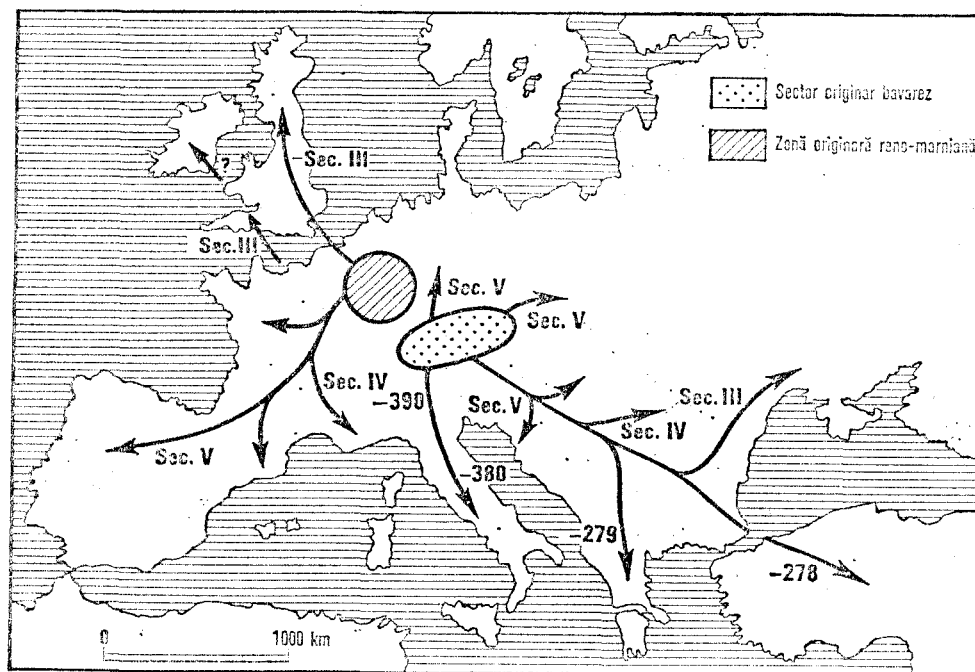 Sector originar bavarez
Zonă originară reno-marniană
Sec. III
?
Sec. III
Sec. V
Sec. V
Sec. IV
-390
Sec. V
Sec. III
Sec. IV
Sec. V
-380
-279
-278
0 1000 km